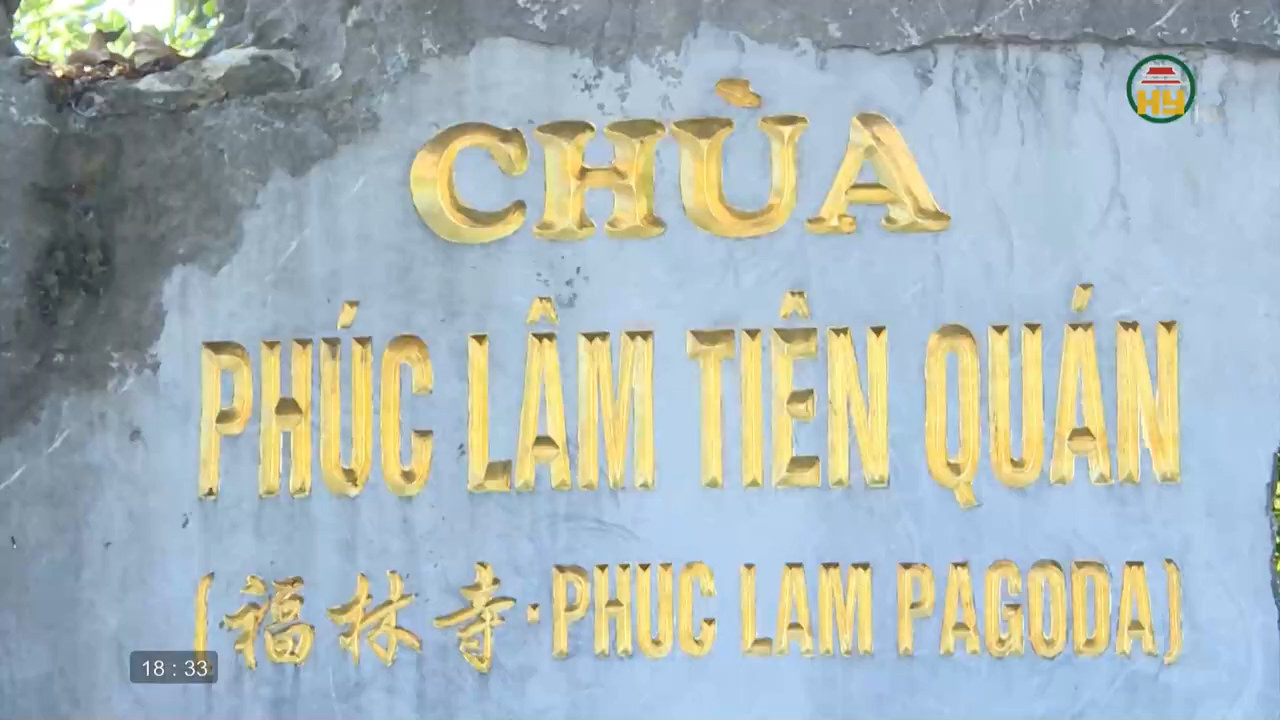 HY
CHÙA
PHÚC LÂM TIÊN QUÁN
(福林寺·PHUC LAM PAGODA)
18 : 33